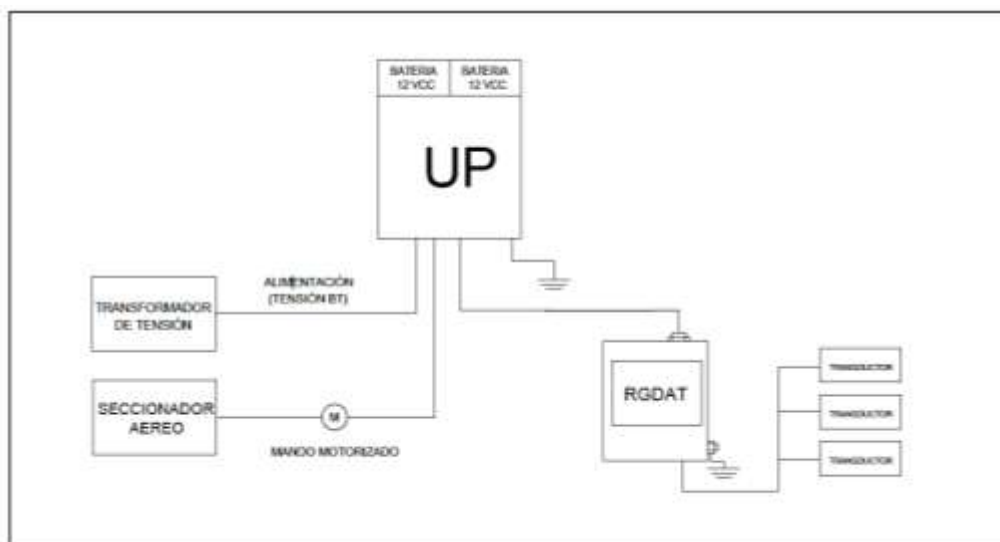 BATERIA
12 VCC
BATERIA
12 VCC
UP
ALIMENTACIÓN
(TENSIÓN BT)
TRANSFORMADOR
DE TENSIÓN
SECCIONADOR
AEREO
M
MANDO MOTORIZADO
RGDAT
TRANSDUCTOR
TRANSDUCTOR
TRANSDUCTOR